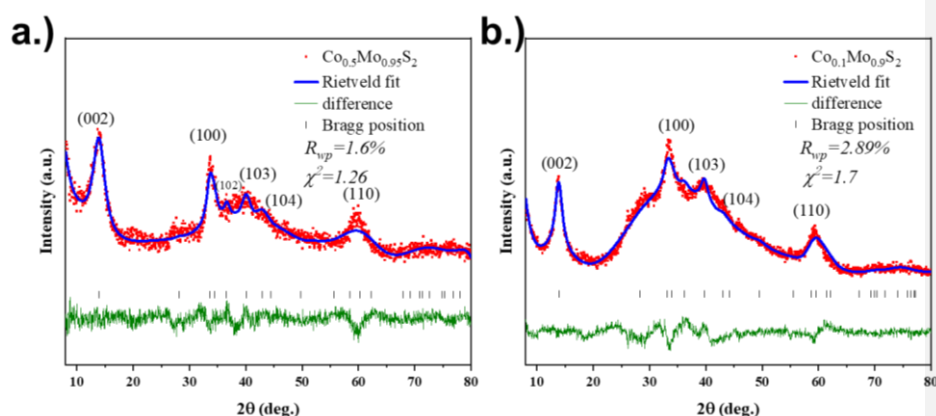 a.)
Co₀.₅Mo₀.₉₅S₂
Rietveld fit
difference
Bragg position
R_wp=1.6%
χ²=1.26
(002)
(100)
(102)
(103)
(104)
(110)
Intensity (a.u.)
10 20 30 40 50 60 70 80
2θ (deg.)
b.)
Co₀.₁Mo₀.₉S₂
Rietveld fit
difference
Bragg position
R_wp=2.89%
χ²=1.7
(002)
(100)
(103)
(104)
(110)
Intensity (a.u.)
10 20 30 40 50 60 70 80
2θ (deg.)